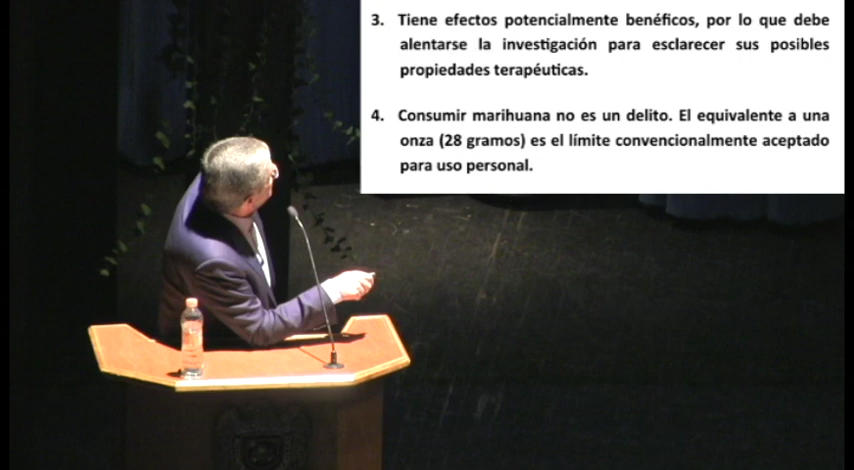 3. Tiene efectos potencialmente benéficos, por lo que debe
alentarse la investigación para esclarecer sus posibles
propiedades terapéuticas.
4. Consumir marihuana no es un delito. El equivalente a una
onza (28 gramos) es el límite convencionalmente aceptado
para uso personal.